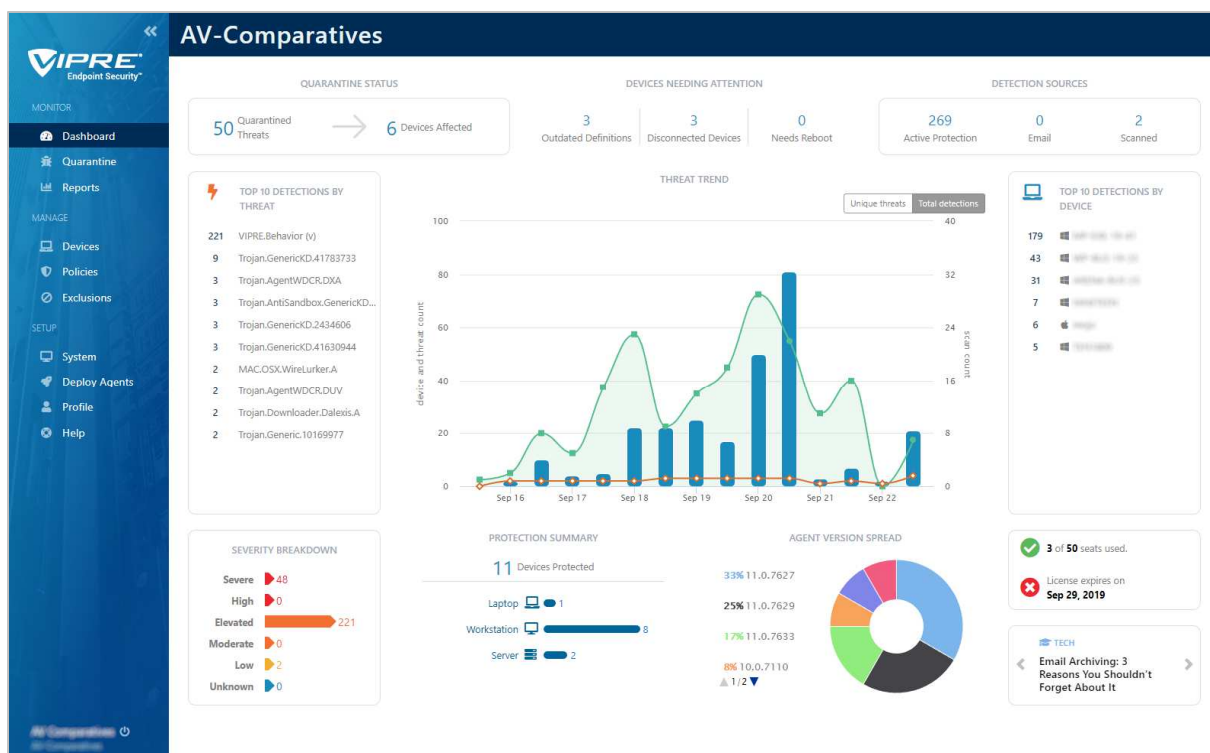 VIPRE
Endpoint Security
MONITOR
Dashboard
Quarantine
Reports
MANAGE
Devices
Policies
Exclusions
SETUP
System
Deploy Agents
Profile
Help
AV-Comparatives
QUARANTINE STATUS
50 Quarantined Threats
6 Devices Affected
DEVICES NEEDING ATTENTION
3 3 0
Outdated Definitions Disconnected Devices Needs Reboot
DETECTION SOURCES
269 0 2
Active Protection Email Scanned
TOP 10 DETECTIONS BY
THREAT
221 VIPRE.Behavior (v)
9 Trojan.GenericKD.41783733
3 Trojan.AgentWDCR.DXA
3 Trojan.AntiSandbox.GenericKD...
3 Trojan.GenericKD.2434606
3 Trojan.GenericKD.41630944
2 MAC.OSX.WireLurker.A
2 Trojan.AgentWDCR.DUV
2 Trojan.Downloader.Dalexis.A
2 Trojan.Generic.10169977
THREAT TREND
Unique threats Total detections
device and threat count
100
80
60
40
20
0
Sep 16 Sep 17 Sep 18 Sep 19 Sep 20 Sep 21 Sep 22
40
32
24
16
8
0
scan count
TOP 10 DETECTIONS BY
DEVICE
179
43
31
7
6
5
SEVERITY BREAKDOWN
Severe 48
High 0
Elevated 221
Moderate 0
Low 2
Unknown 0
PROTECTION SUMMARY
11 Devices Protected
Laptop 1
Workstation 8
Server 2
AGENT VERSION SPREAD
33% 11.0.7627
25% 11.0.7629
17% 11.0.7633
8% 10.0.7110
1/2
3 of 50 seats used.
License expires on
Sep 29, 2019
TECH
Email Archiving: 3
Reasons You Shouldn't
Forget About It